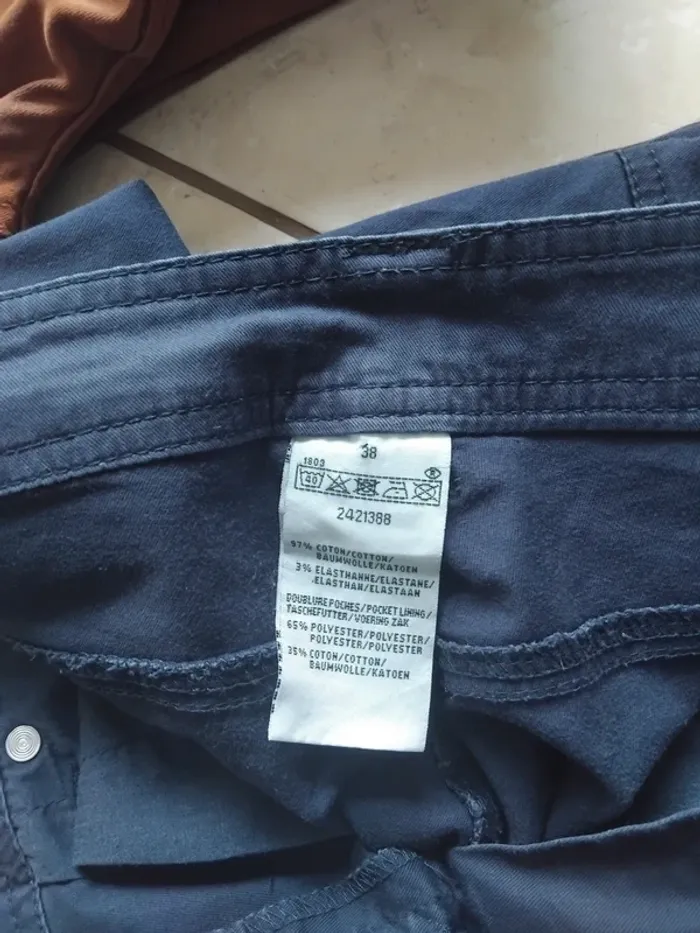 38
1803
40
2421388
97% COTON/COTTON/
BAUMWOLLE/KATOEN
3% ELASTHANNE/ELASTANE/
ELASTHAN/ELASTAAN
DOUBLURE POCHES/POCKET LINING/
TASCHEFUTTER/VOERING ZAK
65% POLYESTER/POLYESTER/
POLYESTER/POLYESTER
35% COTON/COTTON/
BAUMWOLLE/KATOEN